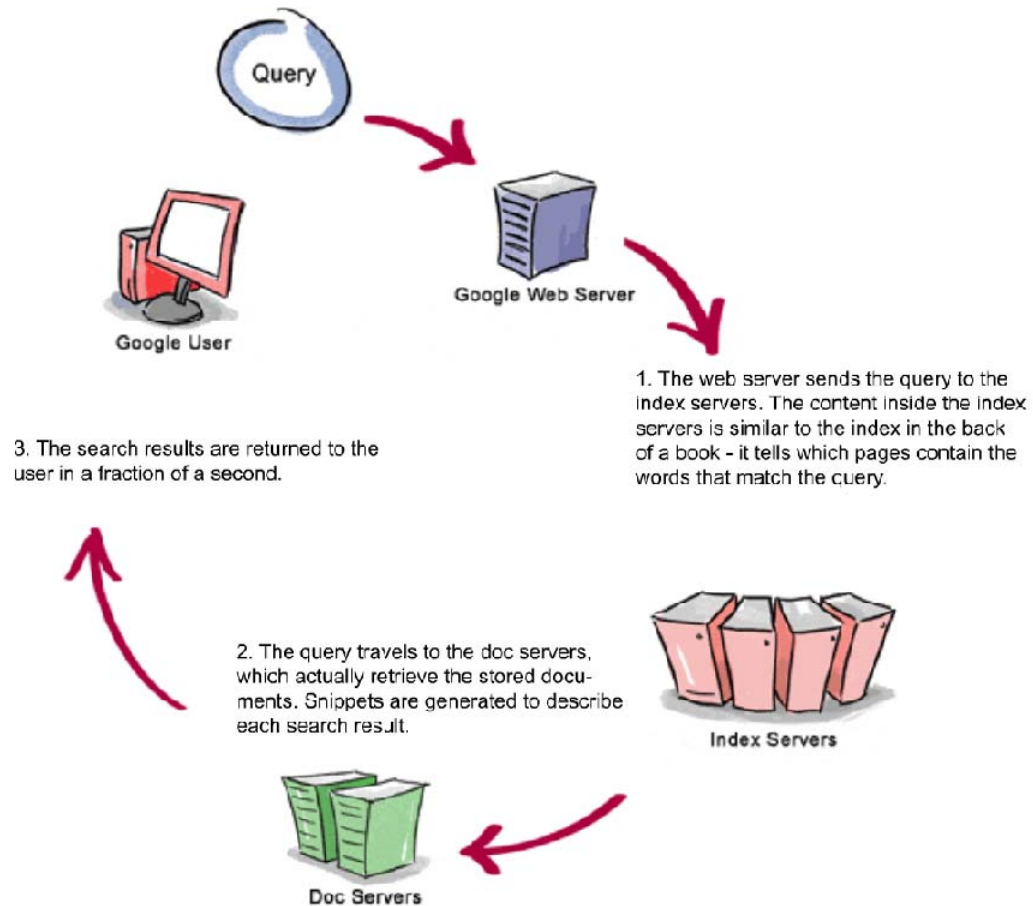 Query
Google Web Server
Google User
1. The web server sends the query to the
index servers. The content inside the index
servers is similar to the index in the back
of a book - it tells which pages contain the
words that match the query.
3. The search results are returned to the
user in a fraction of a second.
2. The query travels to the doc servers,
which actually retrieve the stored docu-
ments. Snippets are generated to describe
each search result.
Index Servers
Doc Servers